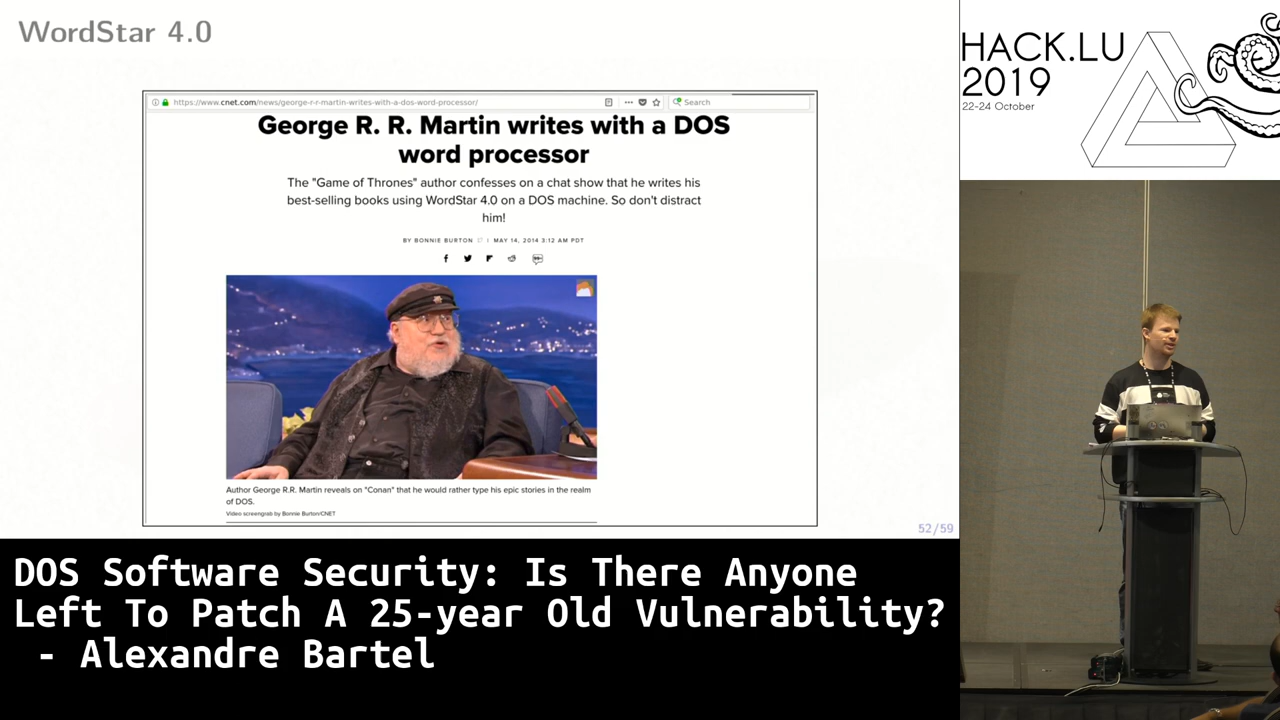 WordStar 4.0
https://www.cnet.com/news/george-r-r-martin-writes-with-a-dos-word-processor/
Search
George R. R. Martin writes with a DOS
word processor
The "Game of Thrones" author confesses on a chat show that he writes his
best-selling books using WordStar 4.0 on a DOS machine. So don't distract
him!
BY BONNIE BURTON | MAY 14, 2014 3:12 AM PDT
Author George R.R. Martin reveals on "Conan" that he would rather type his epic stories in the realm
of DOS.
Video screengrab by Bonnie Burton/CNET
52/59
HACK.LU
2019
22-24 October
DOS Software Security: Is There Anyone
Left To Patch A 25-year Old Vulnerability?
- Alexandre Bartel